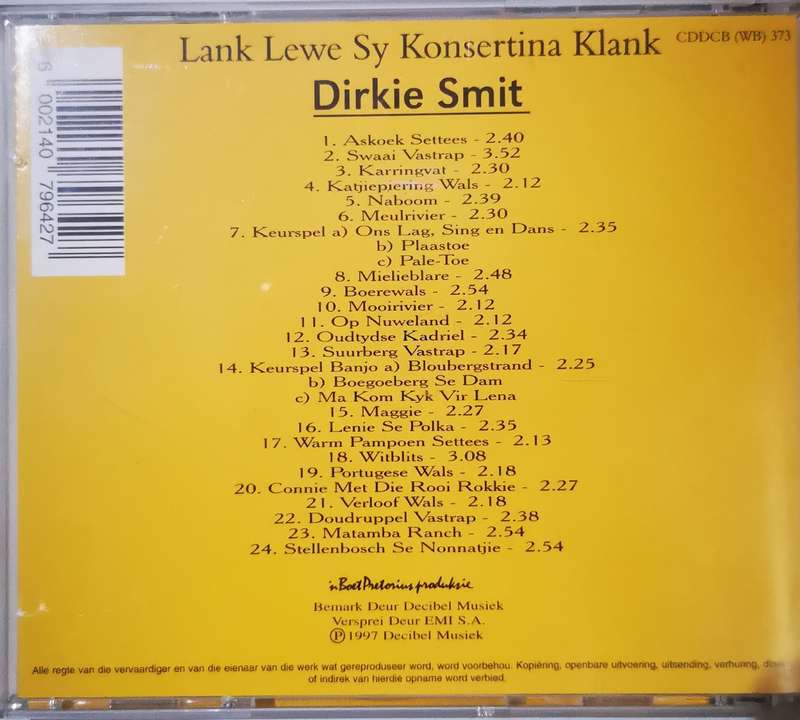 Lank Lewe Sy Konsertina Klank
CDDCB (WB) 373
Dirkie Smit
1. Askoek Settees - 2.40
2. Swaai Vastrap - 3.52
3. Karringvat - 2.30
4. Katjiepiering Wals - 2.12
5. Naboom - 2.39
6. Meulrivier - 2.30
7. Keurspel a) Ons Lag, Sing en Dans - 2.35
b) Plaastoe
c) Pale-Toe
8. Mielieblare - 2.48
9. Boerewals - 2.54
10. Mooirivier - 2.12
11. Op Nuweland - 2.12
12. Oudtydse Kadriel - 2.34
13. Suurberg Vastrap - 2.17
14. Keurspel Banjo a) Bloubergstrand - 2.25
b) Boegoeberg Se Dam
c) Ma Kom Kyk Vir Lena
15. Maggie - 2.27
16. Lenie Se Polka - 2.35
17. Warm Pampoen Settees - 2.13
18. Witblits - 3.08
19. Portugese Wals - 2.18
20. Connie Met Die Rooi Rokkie - 2.27
21. Verloof Wals - 2.18
22. Doudruppel Vastrap - 2.38
23. Matamba Ranch - 2.54
24. Stellenbosch Se Nonnatjie - 2.54
'n Boet Pretorius produksie
Bemark Deur Decibel Musiek
Versprei Deur EMI S.A.
℗ 1997 Decibel Musiek
Alle regte van die vervaardiger en van die eienaar van die werk wat gereproduseer word, word voorbehou. Kopiëring, openbare uitvoering, uitsending, verhuring,
of indirek van hierdie opname word verbied.
6 002140 796427